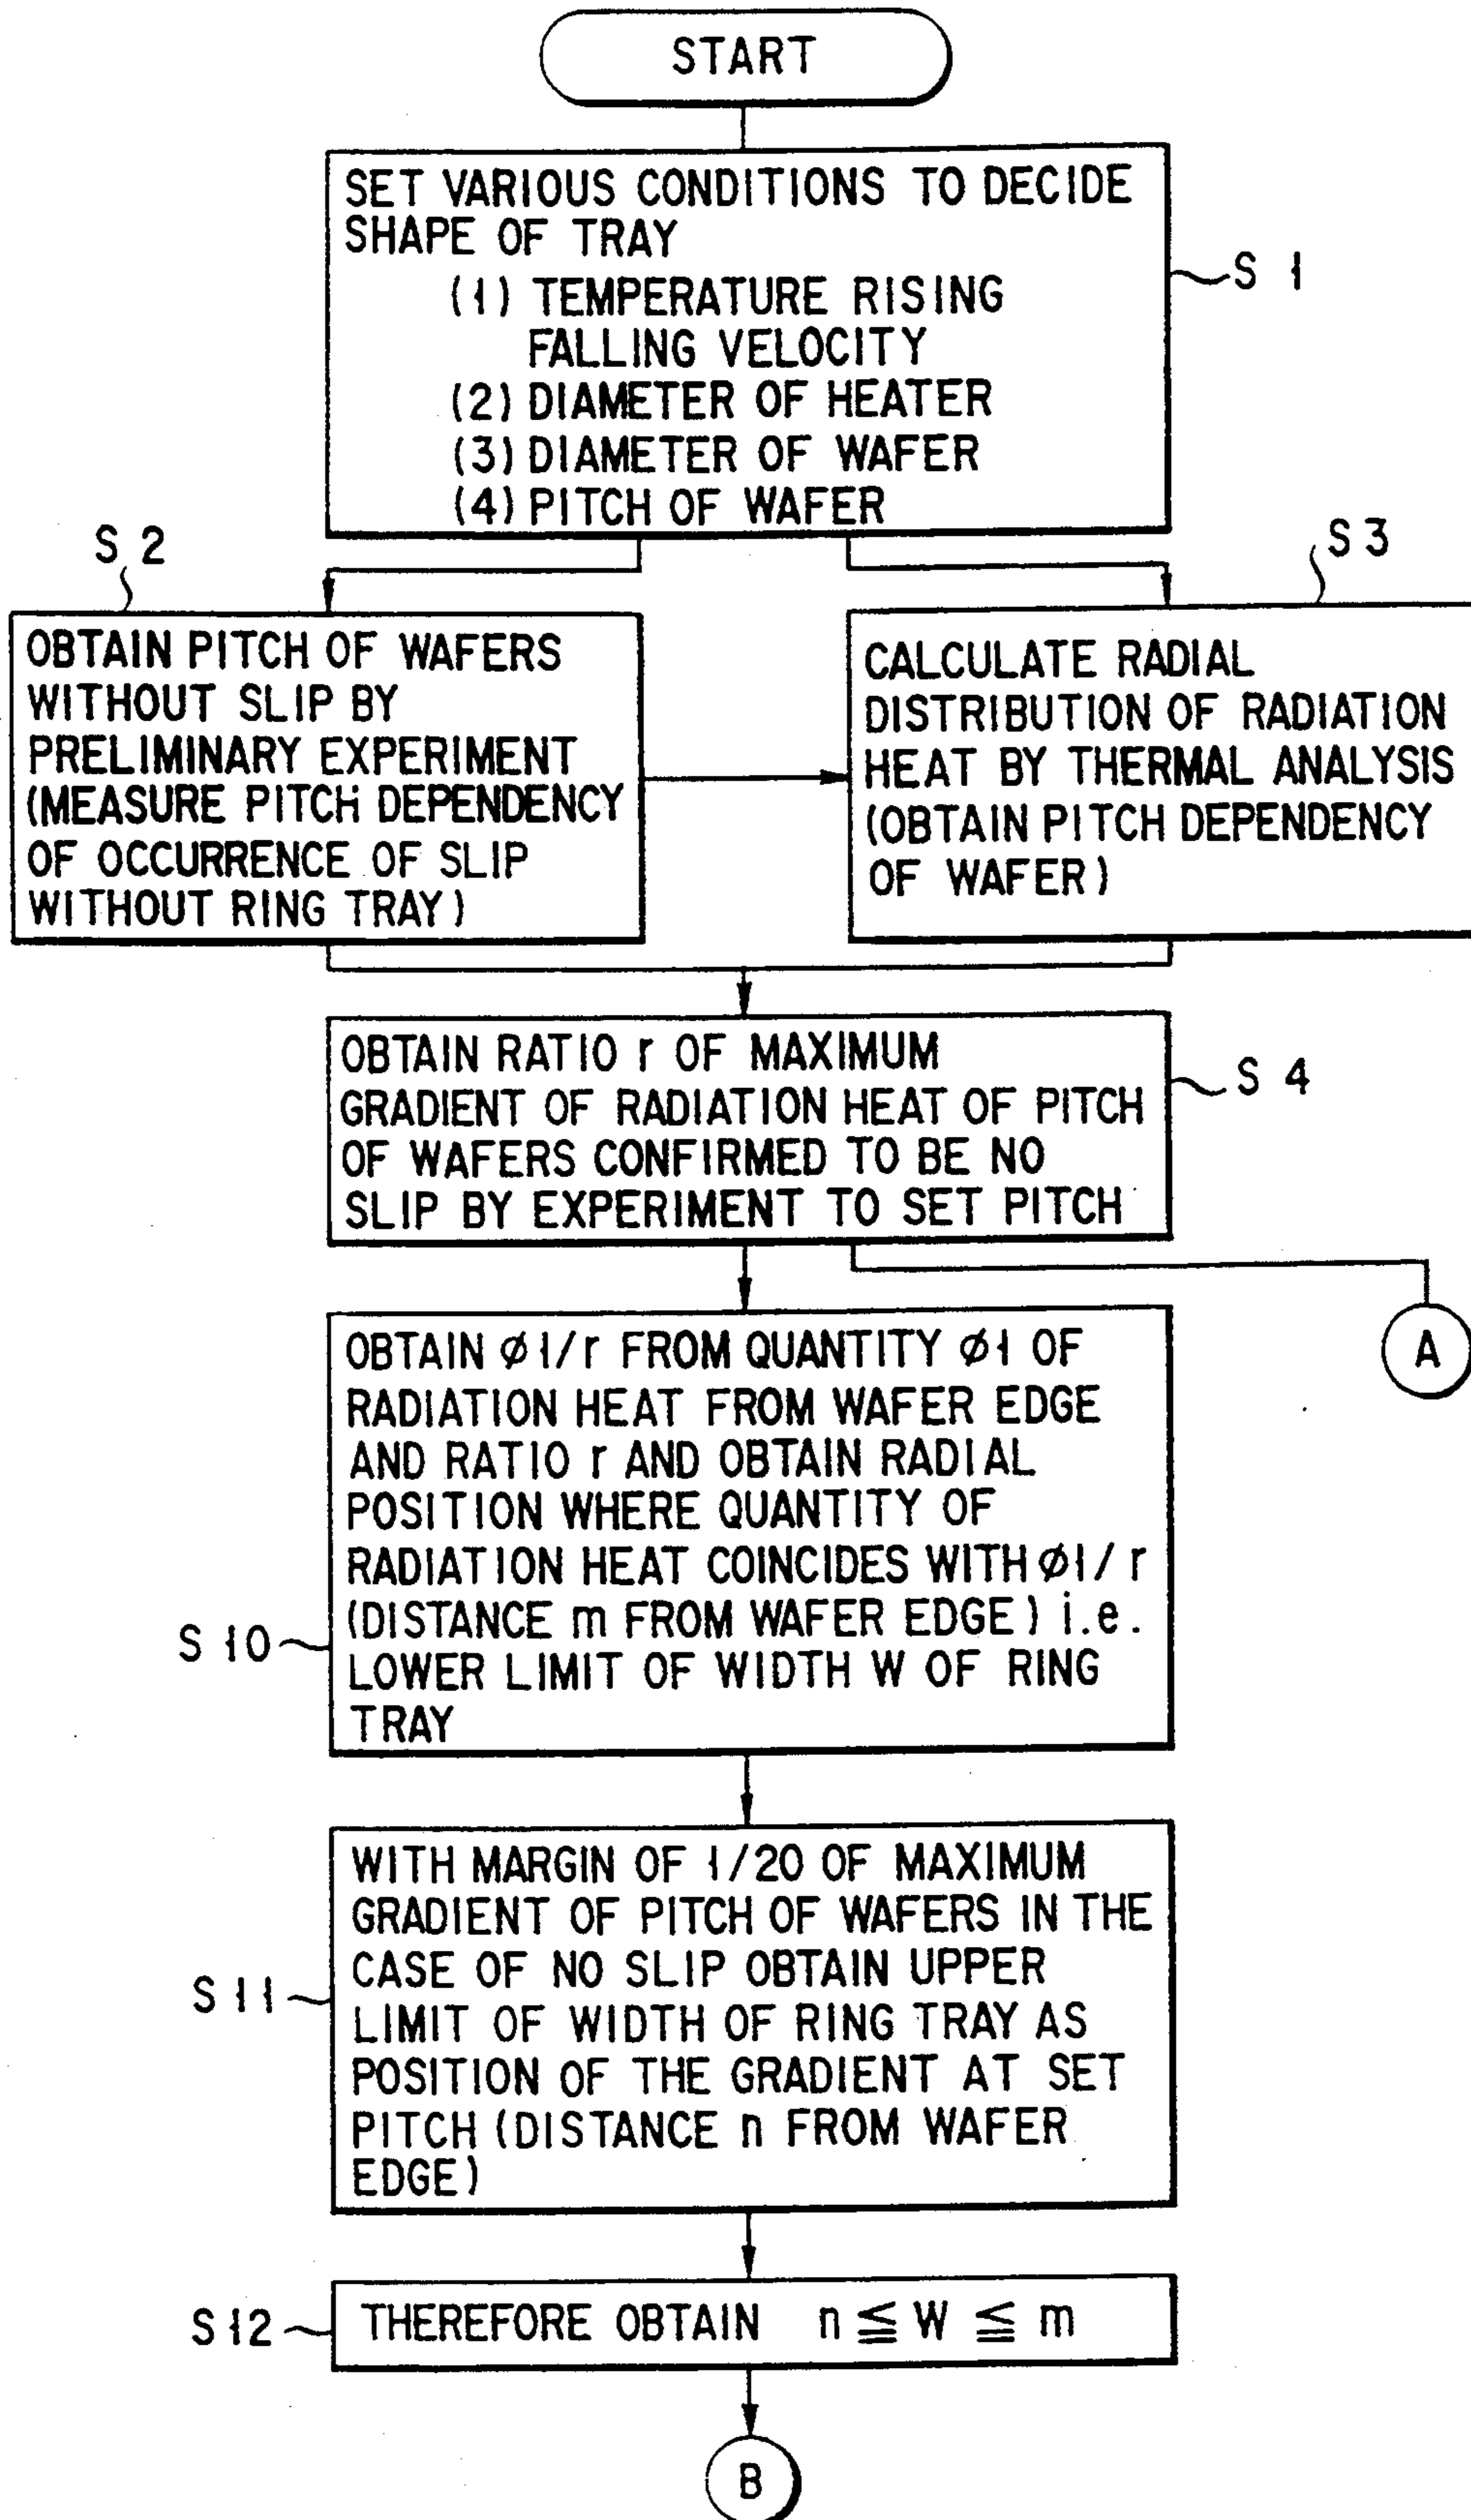 START
SET VARIOUS CONDITIONS TO DECIDE
SHAPE OF TRAY
(1) TEMPERATURE RISING
FALLING VELOCITY
(2) DIAMETER OF HEATER
(3) DIAMETER OF WAFER
(4) PITCH OF WAFER
S 1
S 2
OBTAIN PITCH OF WAFERS
WITHOUT SLIP BY
PRELIMINARY EXPERIMENT
(MEASURE PITCH DEPENDENCY
OF OCCURRENCE OF SLIP
WITHOUT RING TRAY)
S 3
CALCULATE RADIAL
DISTRIBUTION OF RADIATION
HEAT BY THERMAL ANALYSIS
(OBTAIN PITCH DEPENDENCY
OF WAFER)
OBTAIN RATIO r OF MAXIMUM
GRADIENT OF RADIATION HEAT OF PITCH
OF WAFERS CONFIRMED TO BE NO
SLIP BY EXPERIMENT TO SET PITCH
S 4
A
OBTAIN ø1/r FROM QUANTITY ø1 OF
RADIATION HEAT FROM WAFER EDGE
AND RATIO r AND OBTAIN RADIAL
POSITION WHERE QUANTITY OF
RADIATION HEAT COINCIDES WITH ø1/r
(DISTANCE m FROM WAFER EDGE) i.e.
LOWER LIMIT OF WIDTH W OF RING
TRAY
S 10
WITH MARGIN OF 1/20 OF MAXIMUM
GRADIENT OF PITCH OF WAFERS IN THE
CASE OF NO SLIP OBTAIN UPPER
LIMIT OF WIDTH OF RING TRAY AS
POSITION OF THE GRADIENT AT SET
PITCH (DISTANCE n FROM WAFER
EDGE)
S 11
S 12
THEREFORE OBTAIN n ≦ W ≦ m
B